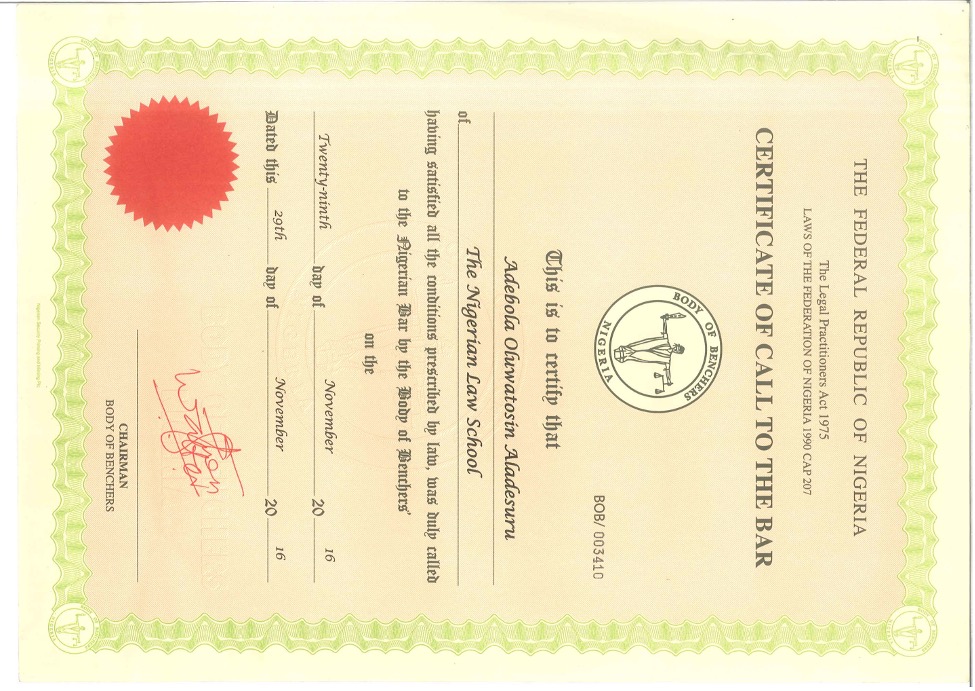 THE FEDERAL REPUBLIC OF NIGERIA
The Legal Practitioners Act 1975
LAWS OF THE FEDERATION OF NIGERIA 1990 CAP 207
CERTIFICATE OF CALL TO THE BAR
BODY OF BENCHERS
NIGERIA
BOB/003410
This is to certify that
Adebola Oluwatosin Aladesuru
of The Nigerian Law School
having satisfied all the conditions prescribed by law, was duly called
to the Nigerian Bar by the Body of Benchers'
on the
Twenty-ninth day of November 20 16
Dated this 29th day of November 20 16
CHAIRMAN
BODY OF BENCHERS